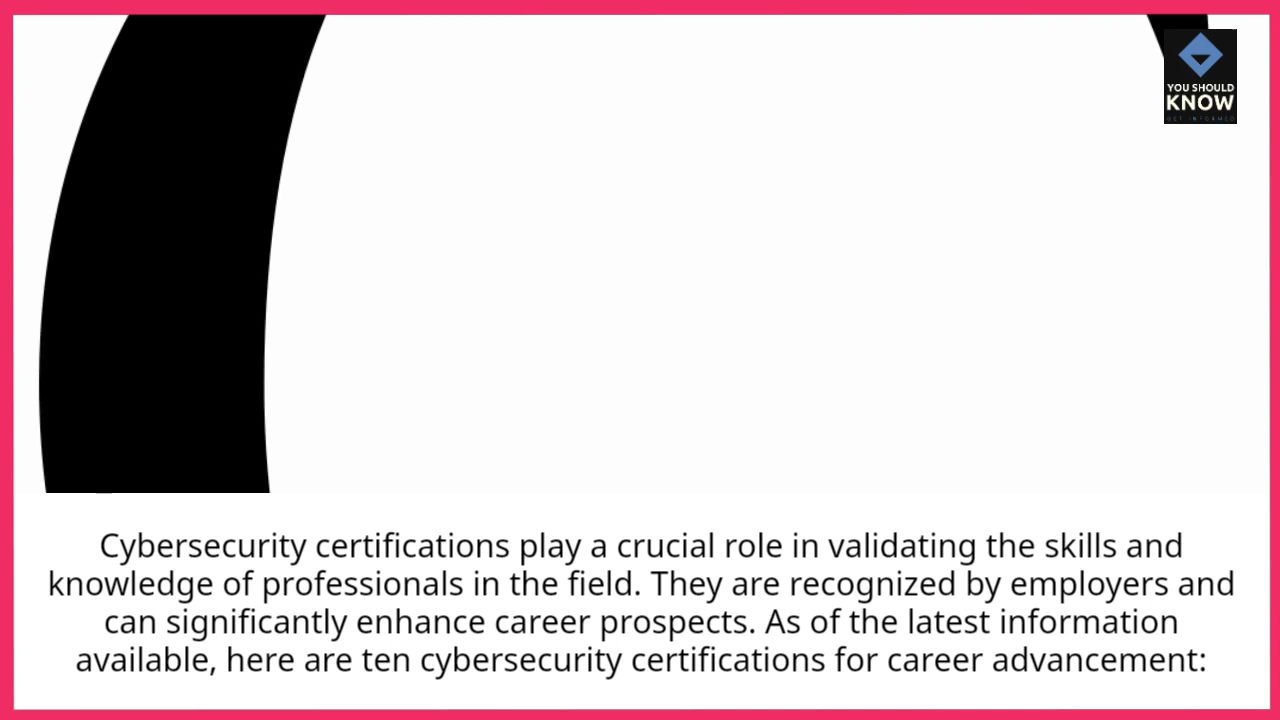 YOU SHOULD
KNOW
GET INFORMED
Cybersecurity certifications play a crucial role in validating the skills and
knowledge of professionals in the field. They are recognized by employers and
can significantly enhance career prospects. As of the latest information
available, here are ten cybersecurity certifications for career advancement: